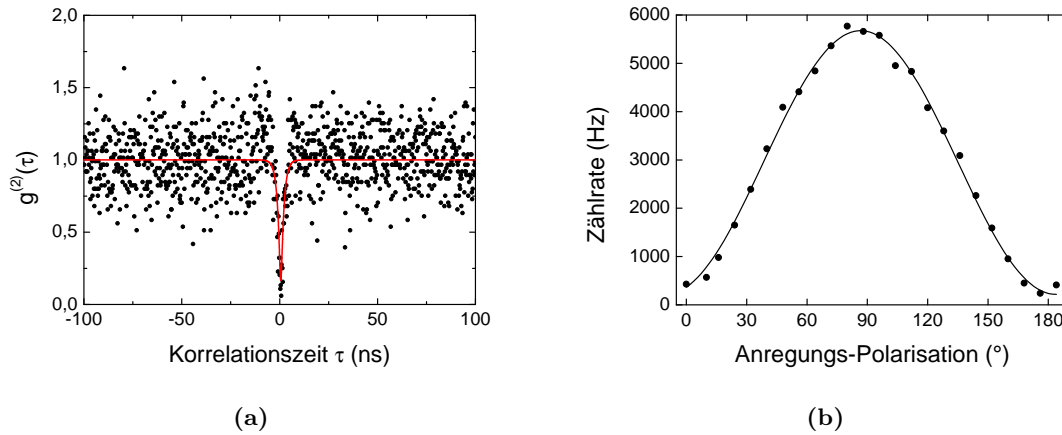 2,0
1,5
1,0
0,5
0,0
-100 -50 0 50 100
g⁽²⁾(τ)
Korrelationszeit τ (ns)
(a)
6000
5000
4000
3000
2000
1000
0
0 30 60 90 120 150 180
Zählrate (Hz)
Anregungs-Polarisation (°)
(b)